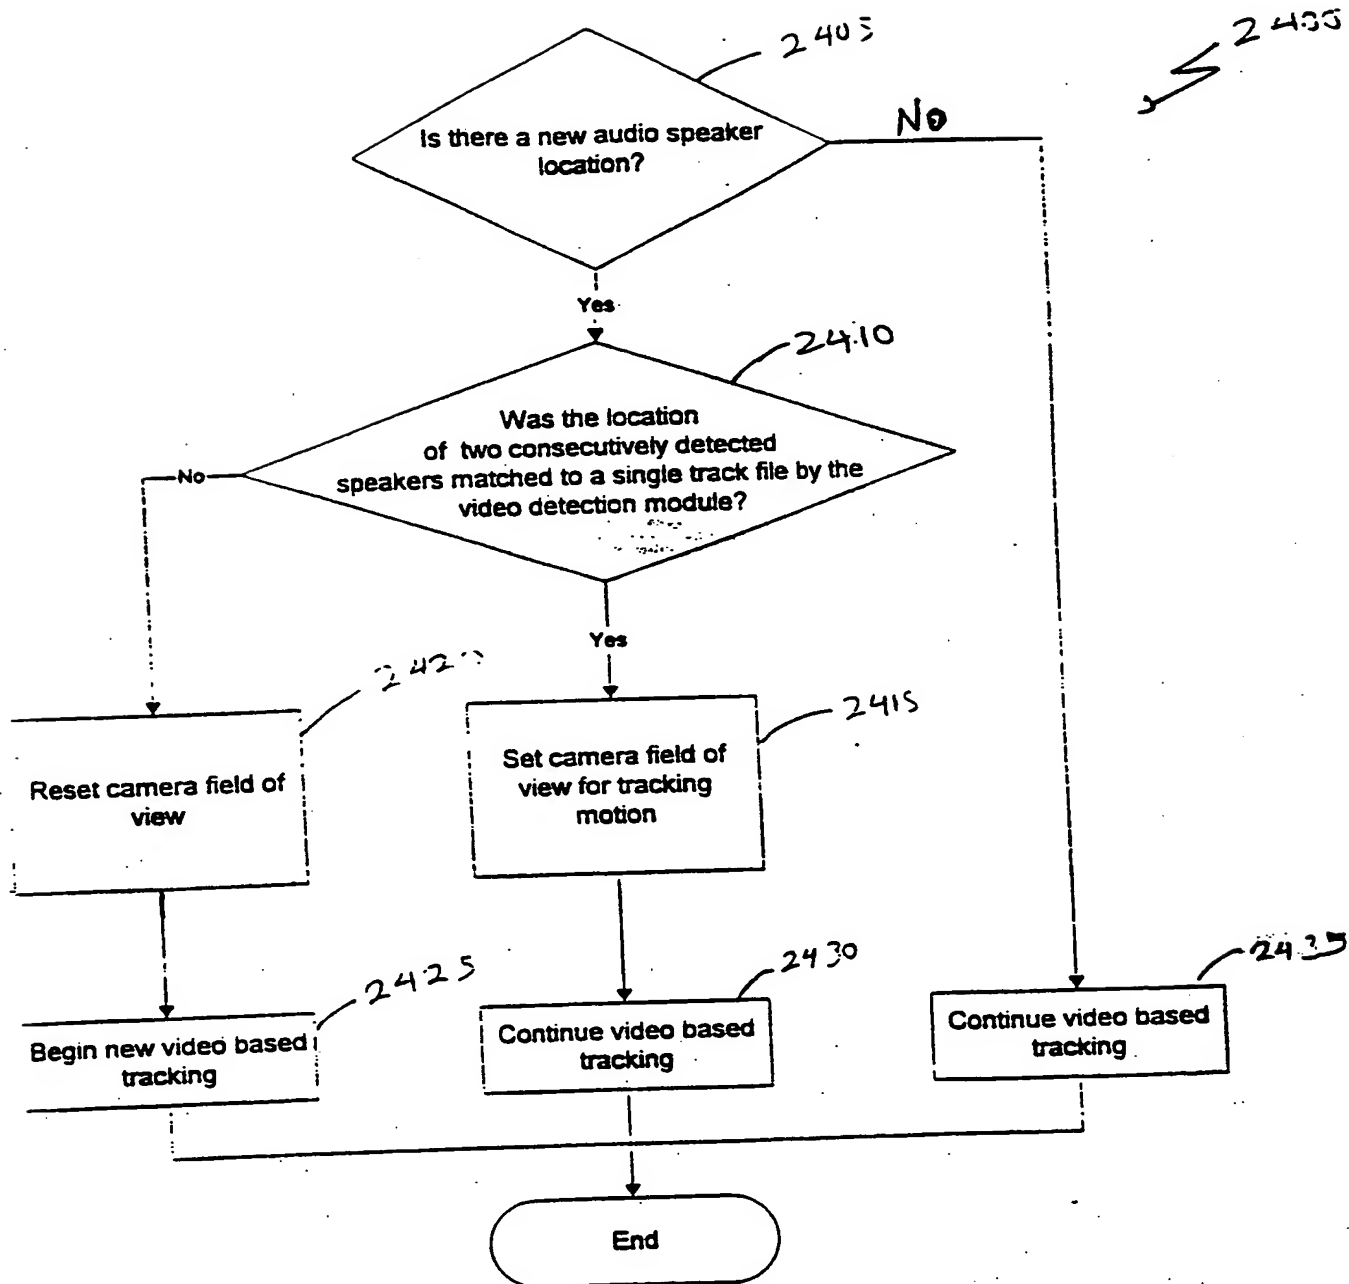 2405
No
Is there a new audio speaker
location?
Yes
2410
Was the location
of two consecutively detected
speakers matched to a single track file by the
video detection module?
No
Yes
2415
Reset camera field of
view
Set camera field of
view for tracking
motion
2425
2430
2435
Begin new video based
tracking
Continue video based
tracking
Continue video based
tracking
End